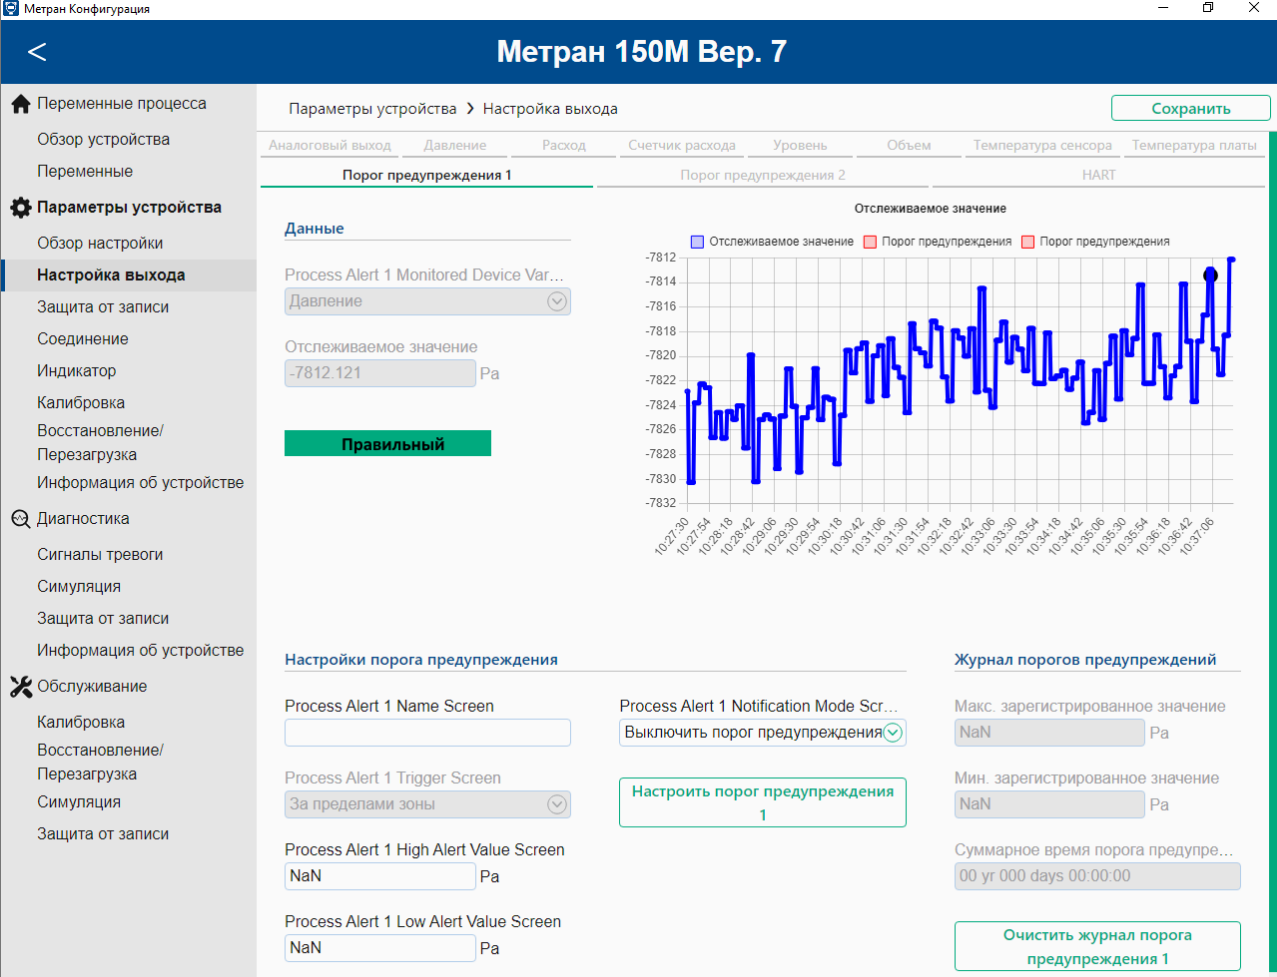 Метран Конфигурация
<
Метран 150М Вер. 7
Переменные процесса
Обзор устройства
Переменные
Параметры устройства
Обзор настройки
Настройка выхода
Защита от записи
Соединение
Индикатор
Калибровка
Восстановление/
Перезагрузка
Информация об устройстве
Диагностика
Сигналы тревоги
Симуляция
Защита от записи
Информация об устройстве
Обслуживание
Калибровка
Восстановление/
Перезагрузка
Симуляция
Защита от записи
Параметры устройства > Настройка выхода
Сохранить
Аналоговый выход Давление Расход Счетчик расхода Уровень Объем Температура сенсора Температура платы
Порог предупреждения 1 Порог предупреждения 2 HART
Данные
Process Alert 1 Monitored Device Var...
Давление
Отслеживаемое значение
-7812.121 Pa
Правильный
Отслеживаемое значение
Отслеживаемое значение Порог предупреждения Порог предупреждения
-7812
-7814
-7816
-7818
-7820
-7822
-7824
-7826
-7828
-7830
-7832
10:27:30 10:27:54 10:28:18 10:28:42 10:29:06 10:29:30 10:29:54 10:30:18 10:30:42 10:31:06 10:31:30 10:31:54 10:32:18 10:32:42 10:33:06 10:33:30 10:33:54 10:34:18 10:34:42 10:35:06 10:35:30 10:35:54 10:36:18 10:36:42 10:37:06
Настройки порога предупреждения
Process Alert 1 Name Screen
Process Alert 1 Trigger Screen
За пределами зоны
Process Alert 1 High Alert Value Screen
NaN Pa
Process Alert 1 Low Alert Value Screen
NaN Pa
Process Alert 1 Notification Mode Scr...
Выключить порог предупреждения
Настроить порог предупреждения
1
Журнал порогов предупреждений
Макс. зарегистрированное значение
NaN Pa
Мин. зарегистрированное значение
NaN Pa
Суммарное время порога предупре...
00 yr 000 days 00:00:00
Очистить журнал порога
предупреждения 1